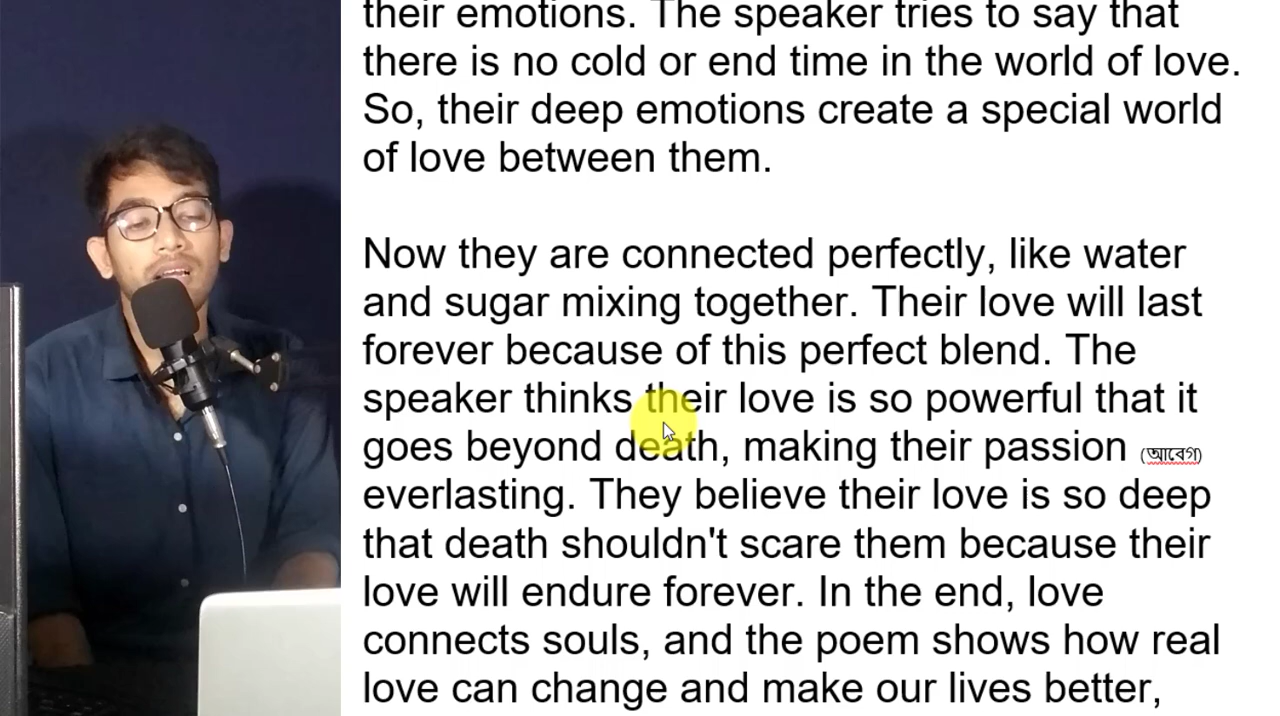 their emotions. The speaker tries to say that
there is no cold or end time in the world of love.
So, their deep emotions create a special world
of love between them.
Now they are connected perfectly, like water
and sugar mixing together. Their love will last
forever because of this perfect blend. The
speaker thinks their love is so powerful that it
goes beyond death, making their passion (আবেগ)
everlasting. They believe their love is so deep
that death shouldn't scare them because their
love will endure forever. In the end, love
connects souls, and the poem shows how real
love can change and make our lives better,